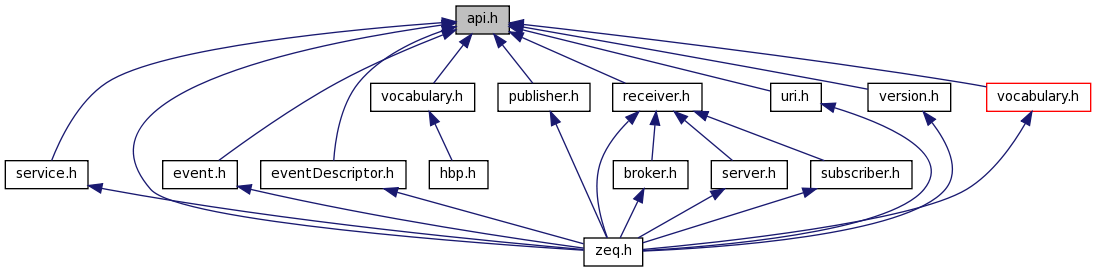 api.h
vocabulary.h
publisher.h
receiver.h
uri.h
version.h
vocabulary.h
service.h
event.h
eventDescriptor.h
hbp.h
broker.h
server.h
subscriber.h
zeq.h